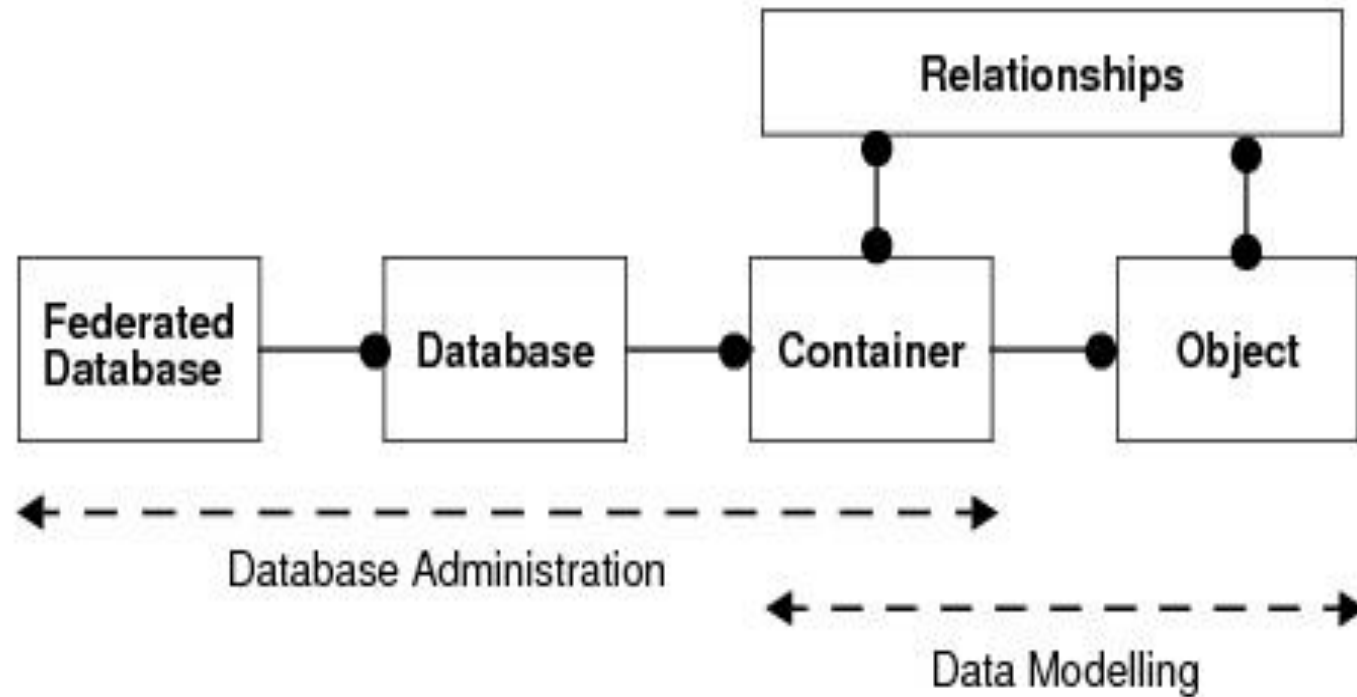 Relationships
Federated
Database
Database
Container
Object
Database Administration
Data Modelling